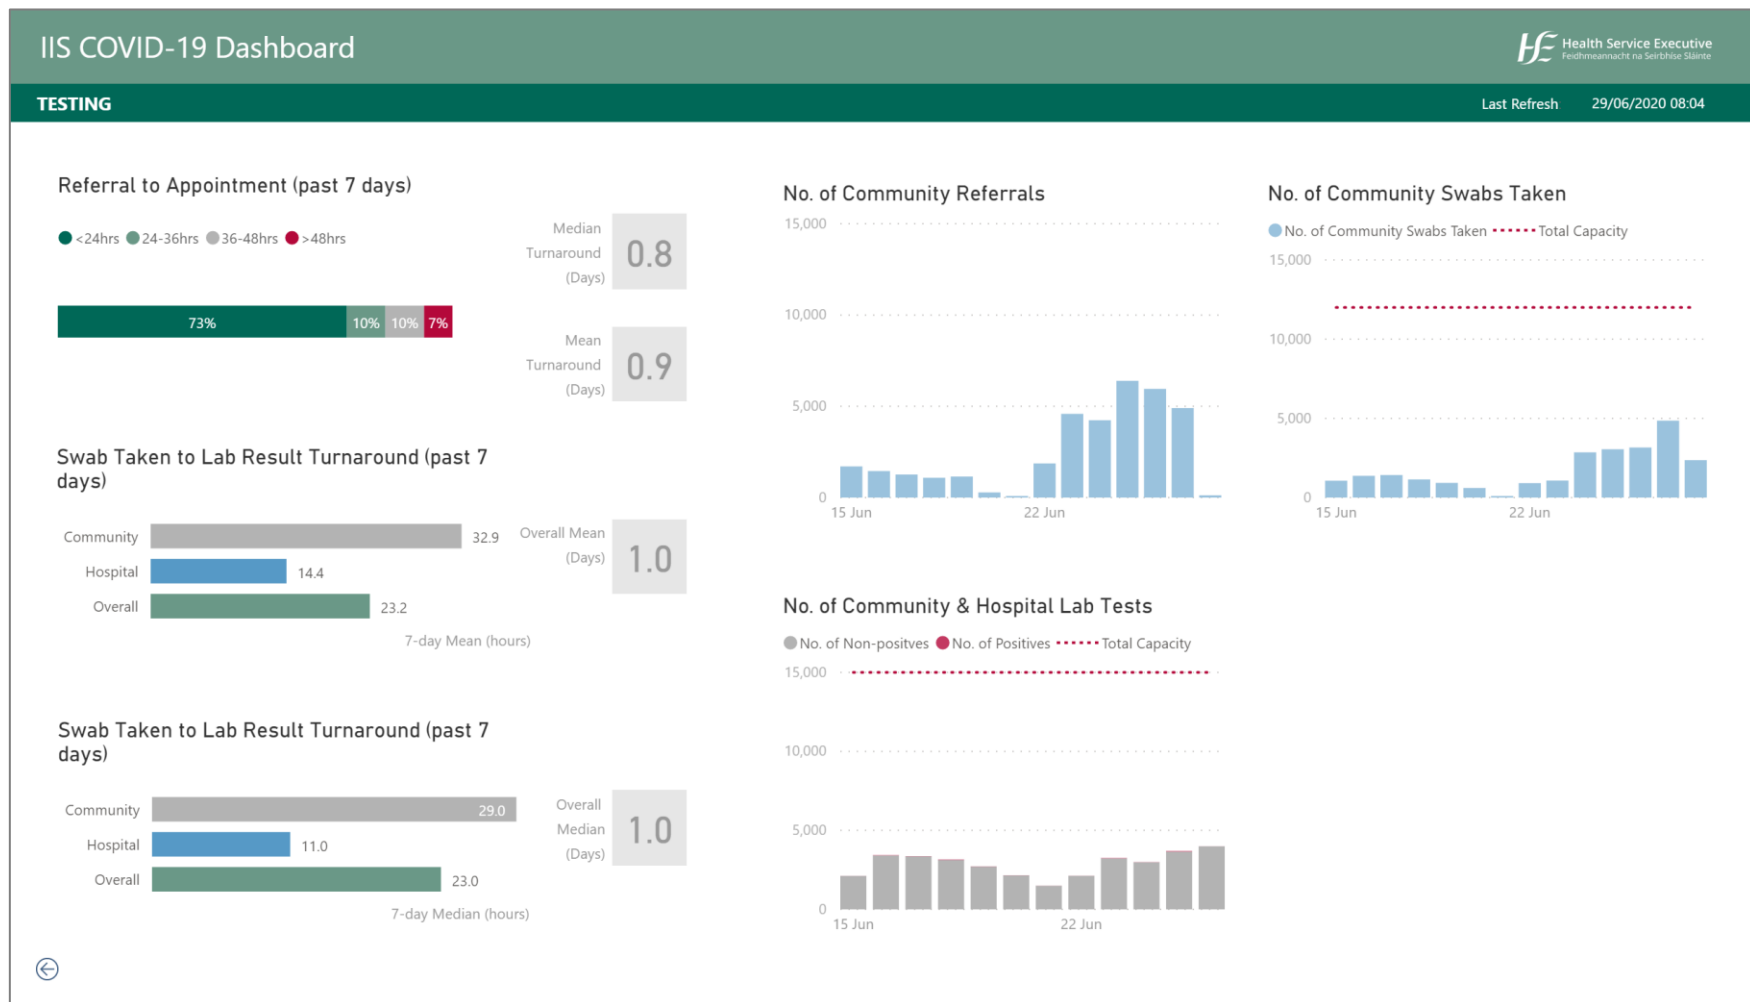 IIS COVID-19 Dashboard
Health Service Executive
Feidhmeannacht na Seirbhíse Sláinte
TESTING
Last Refresh 29/06/2020 08:04
Referral to Appointment (past 7 days)
<24hrs 24-36hrs 36-48hrs >48hrs
73% 10% 10% 7%
Median
Turnaround
(Days)
0.8
Mean
Turnaround
(Days)
0.9
Swab Taken to Lab Result Turnaround (past 7
days)
Community 32.9
Hospital 14.4
Overall 23.2
7-day Mean (hours)
Overall Mean
(Days)
1.0
Swab Taken to Lab Result Turnaround (past 7
days)
Community 29.0
Hospital 11.0
Overall 23.0
7-day Median (hours)
Overall
Median
(Days)
1.0
No. of Community Referrals
15,000
10,000
5,000
0
15 Jun 22 Jun
No. of Community Swabs Taken
No. of Community Swabs Taken Total Capacity
15,000
10,000
5,000
0
15 Jun 22 Jun
No. of Community & Hospital Lab Tests
No. of Non-positves No. of Positives Total Capacity
15,000
10,000
5,000
0
15 Jun 22 Jun